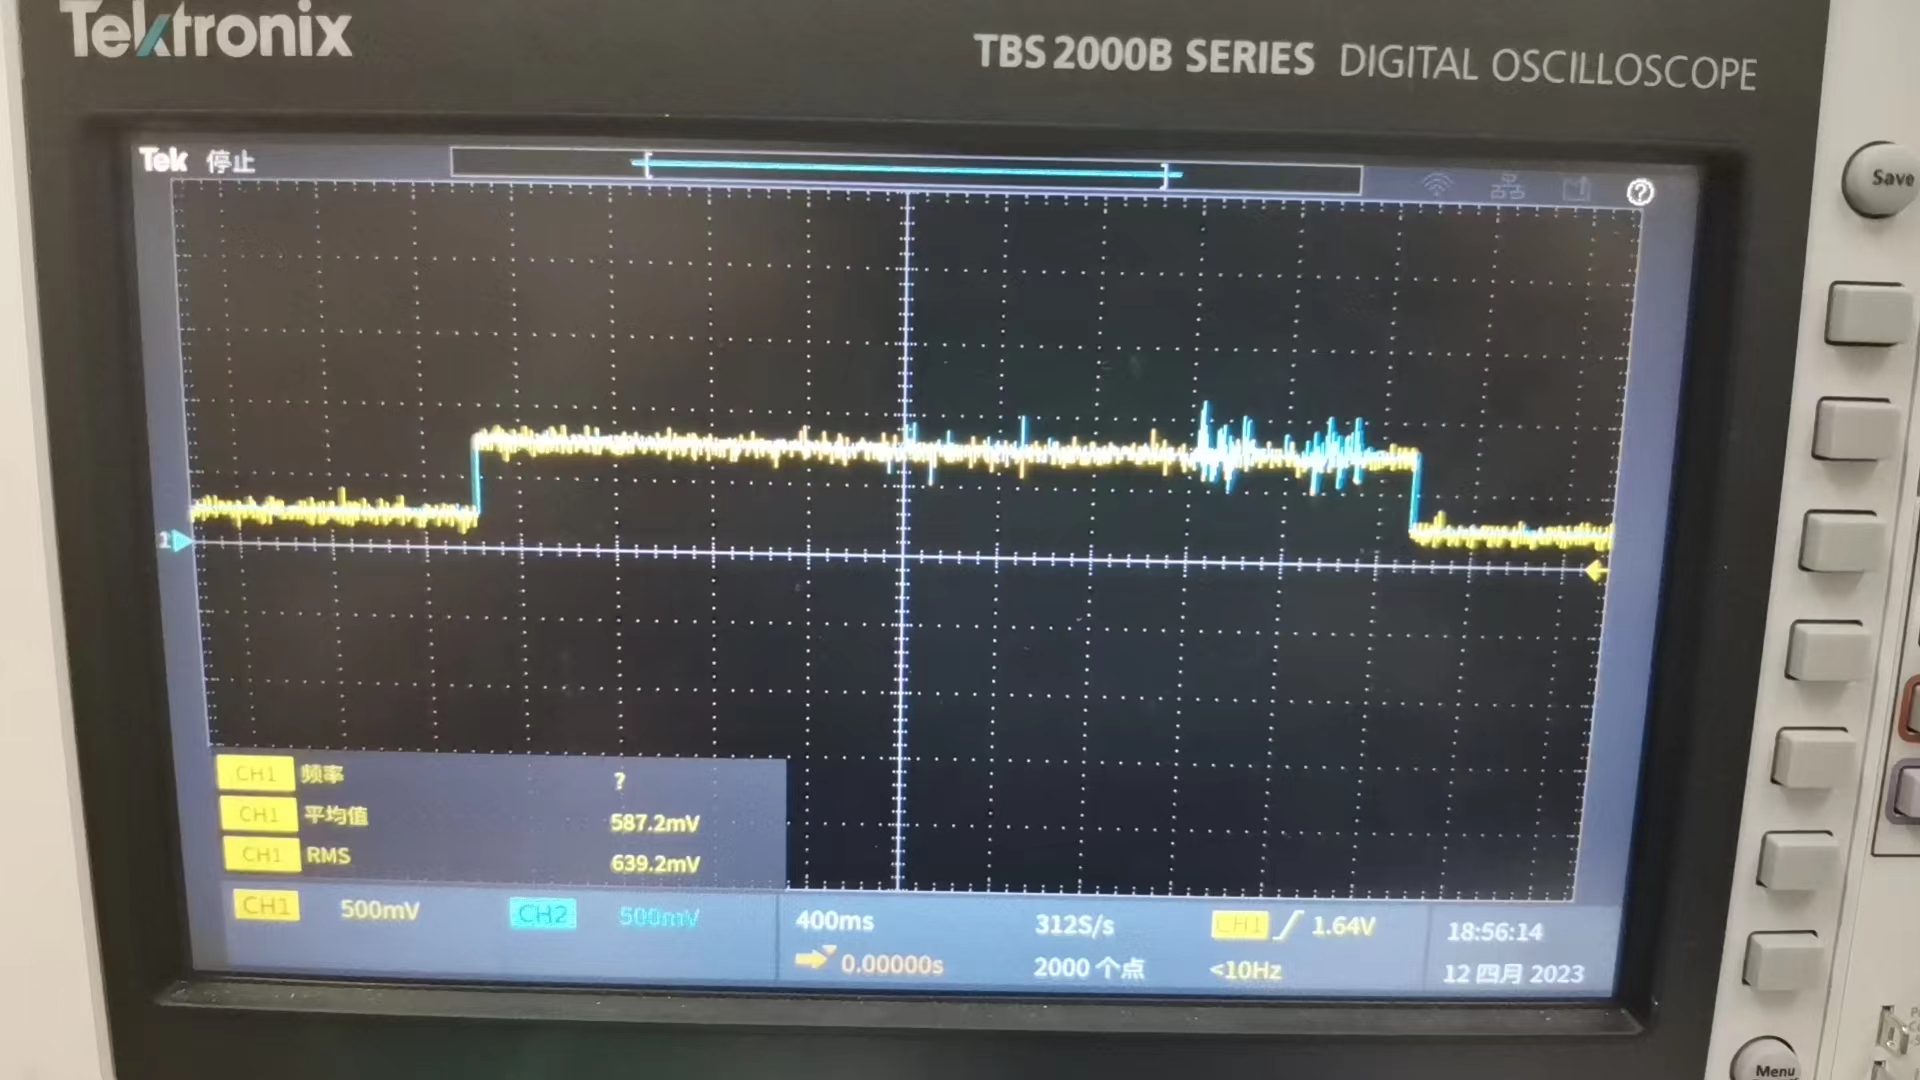 Tektronix
TBS 2000B SERIES DIGITAL OSCILLOSCOPE
Tek 停止
?
Save
1
CH1 频率 ?
CH1 平均值 587.2mV
CH1 RMS 639.2mV
CH1 500mV CH2 500mV 400ms 312S/s CH1 1.64V 18:56:14
0.00000s 2000 个点 <10Hz 12 四月 2023
Menu